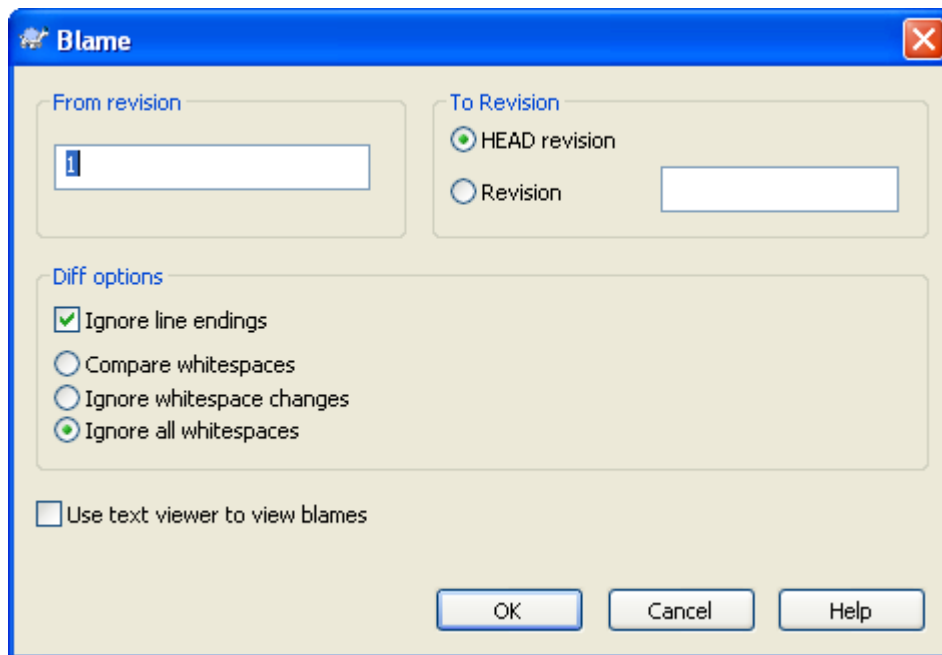 Blame
From revision
1
To Revision
HEAD revision
Revision
Diff options
Ignore line endings
Compare whitespaces
Ignore whitespace changes
Ignore all whitespaces
Use text viewer to view blames
OK Cancel Help